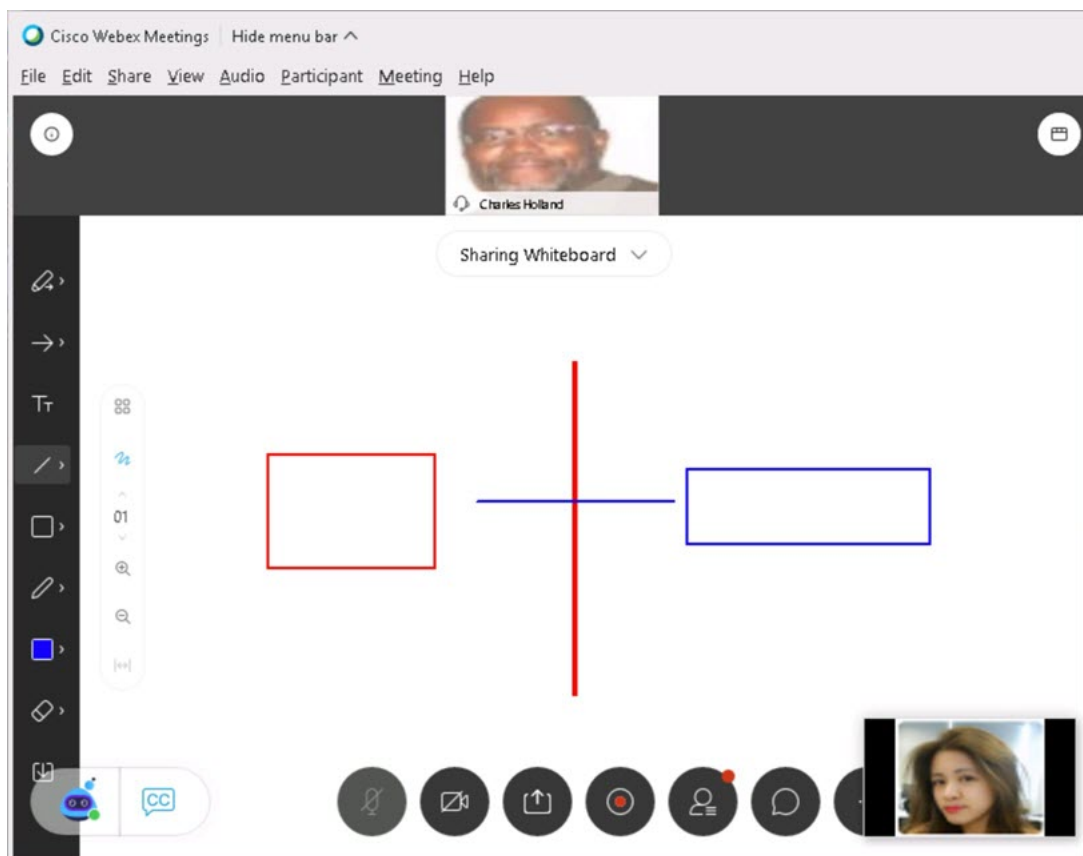 Cisco Webex Meetings Hide menu bar
File Edit Share View Audio Participant Meeting Help
Charles Holland
Sharing Whiteboard
TT
01
CC